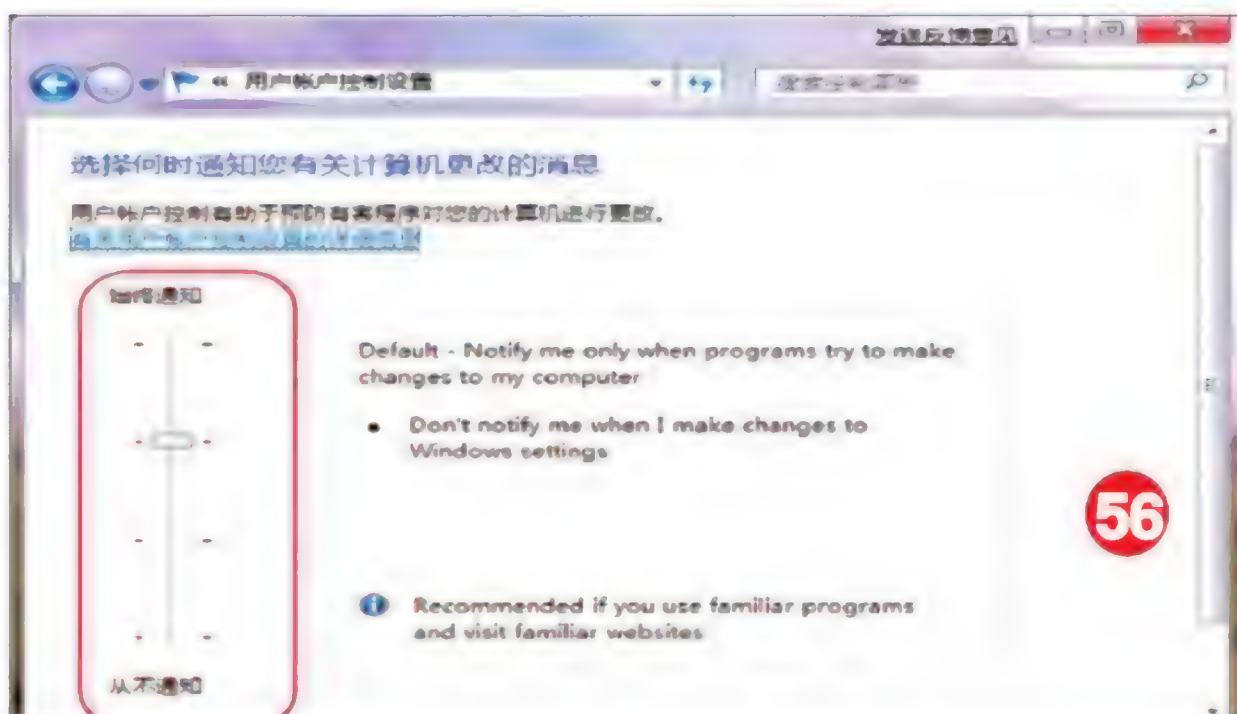 发送反馈意见
« 用户帐户控制设置
选择何时通知您有关计算机更改的消息
用户帐户控制有助于预防有害程序对您的计算机进行更改。
始终通知
Default - Notify me only when programs try to make
changes to my computer
• Don't notify me when I make changes to
Windows settings
56
Recommended if you use familiar programs
and visit familiar websites
从不通知